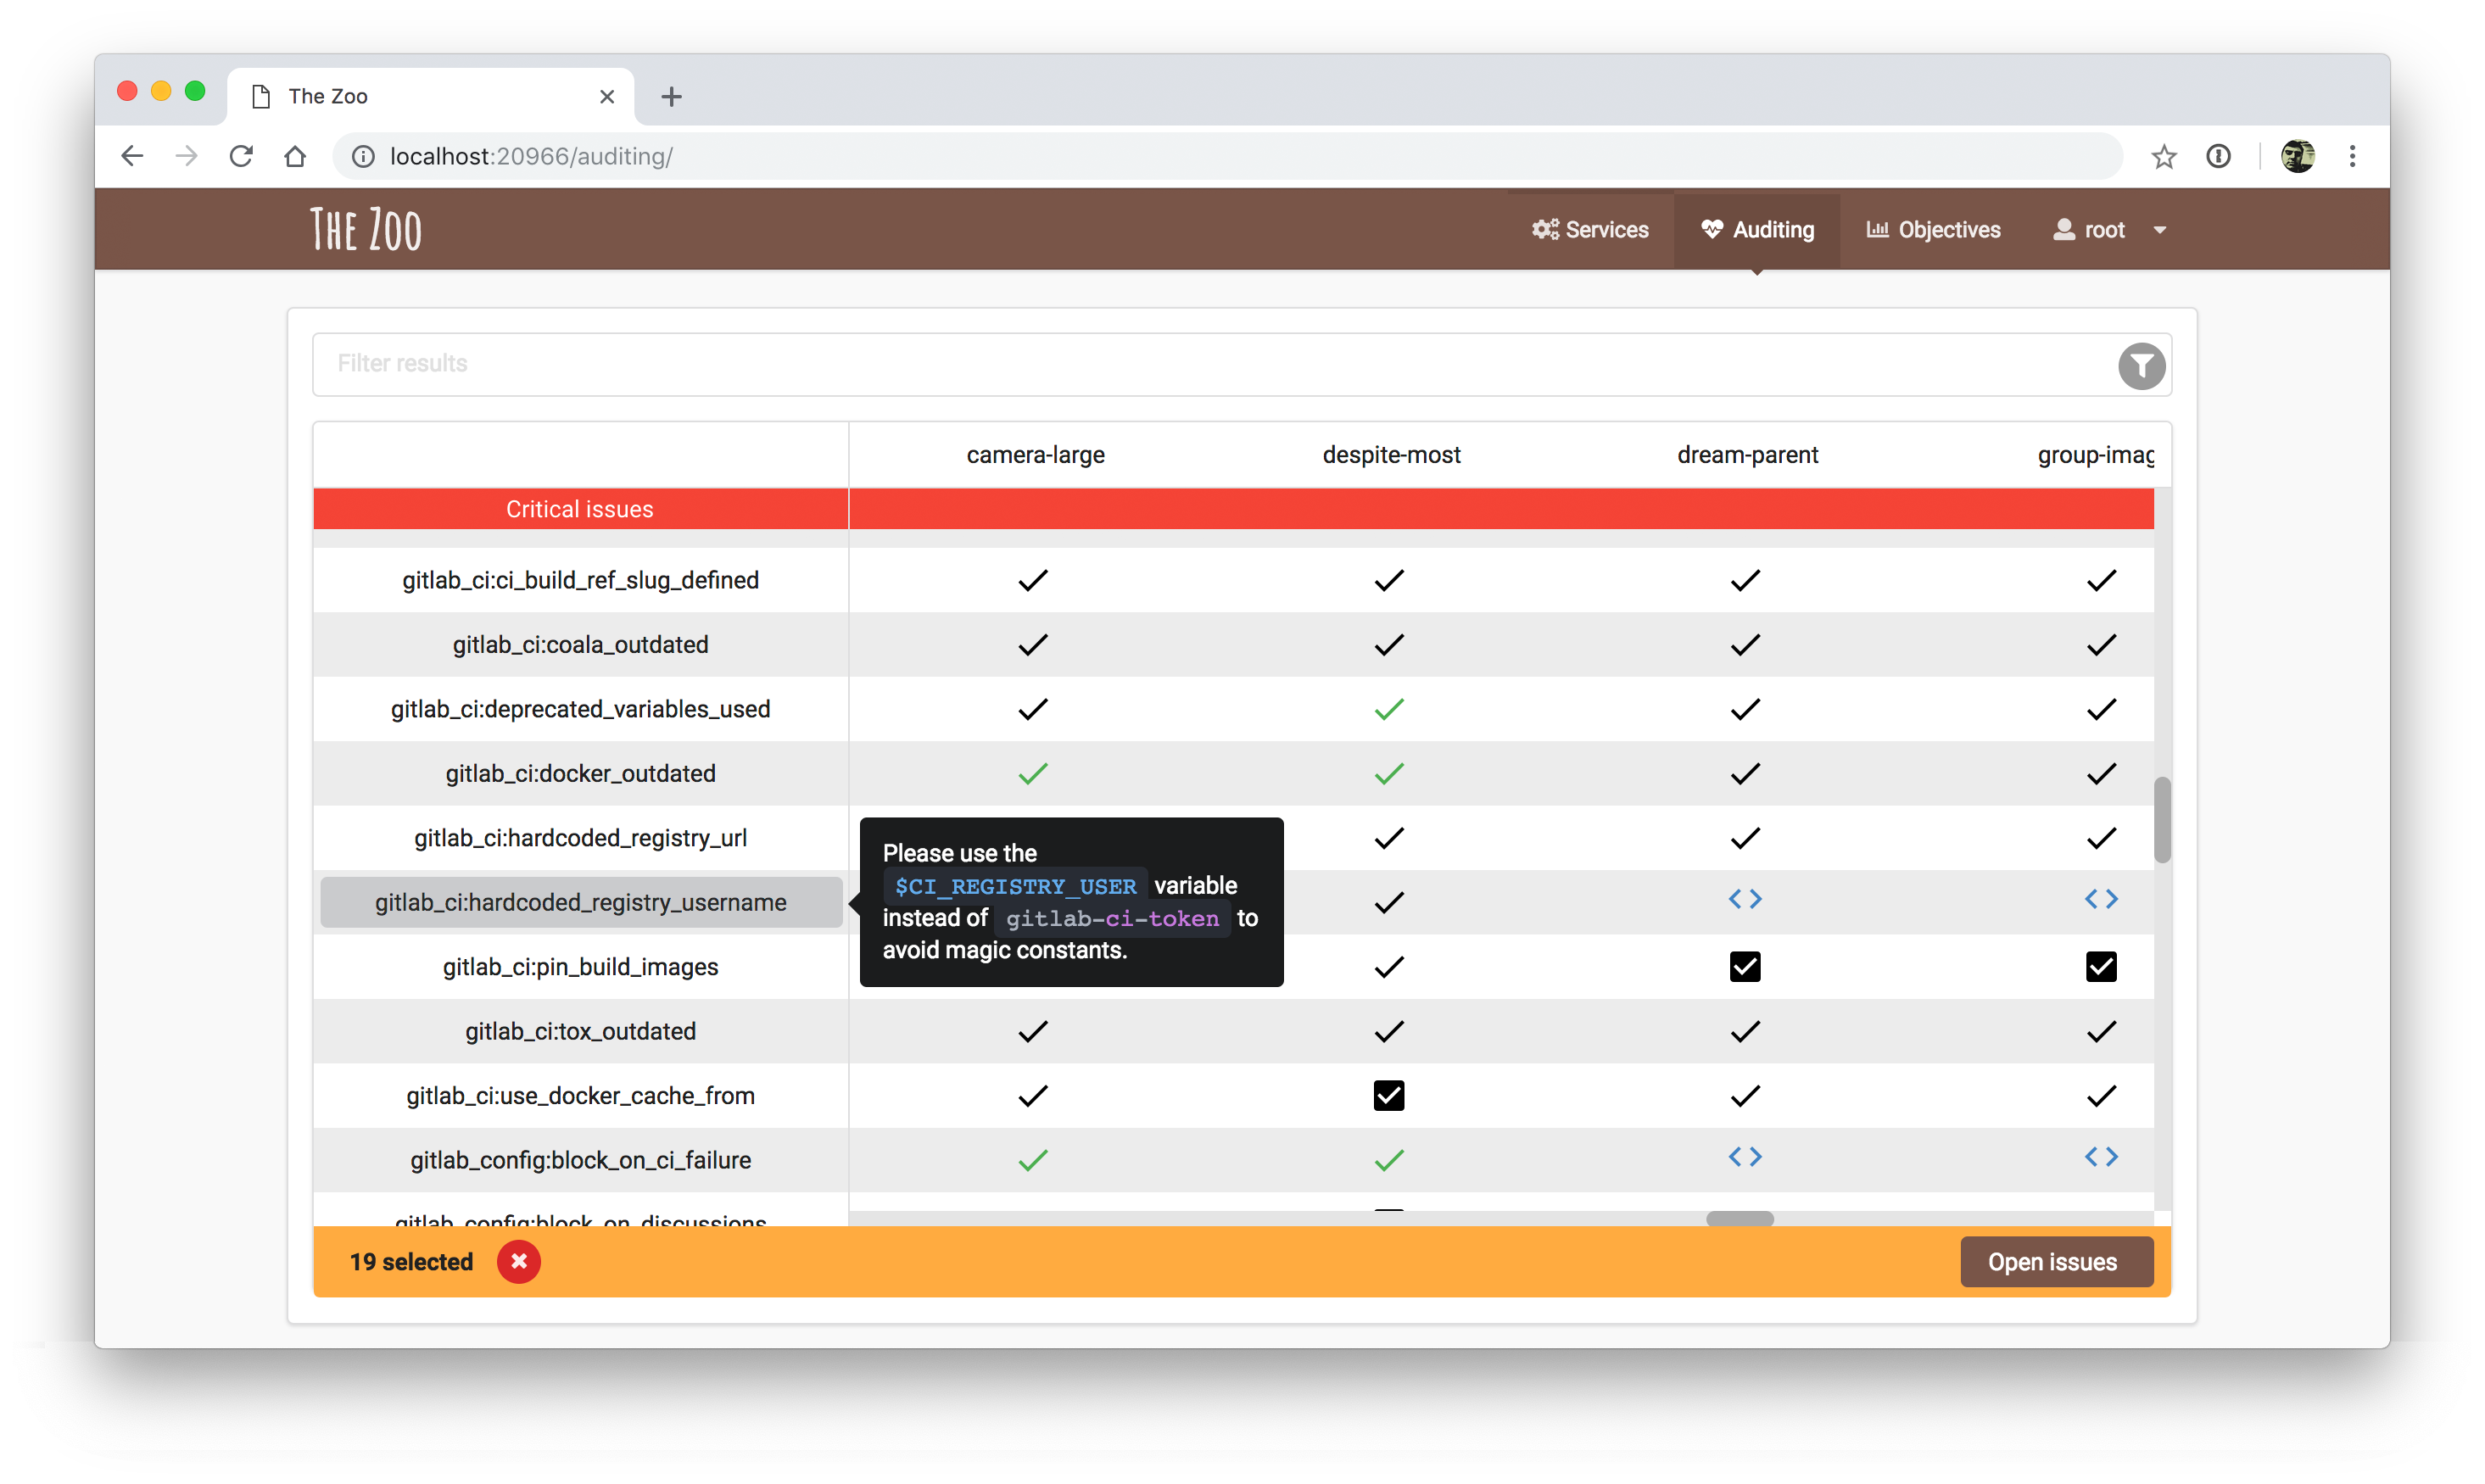 The Zoo
localhost:20966/auditing/
The Zoo
Services
Auditing
Objectives
root
Filter results
camera-large
despite-most
dream-parent
group-imag
Critical issues
gitlab_ci:ci_build_ref_slug_defined
gitlab_ci:coala_outdated
gitlab_ci:deprecated_variables_used
gitlab_ci:docker_outdated
gitlab_ci:hardcoded_registry_url
gitlab_ci:hardcoded_registry_username
Please use the
$CI_REGISTRY_USER variable
instead of gitlab-ci-token to
avoid magic constants.
gitlab_ci:pin_build_images
gitlab_ci:tox_outdated
gitlab_ci:use_docker_cache_from
gitlab_config:block_on_ci_failure
gitlab_config:block_on_discussions
19 selected
Open issues